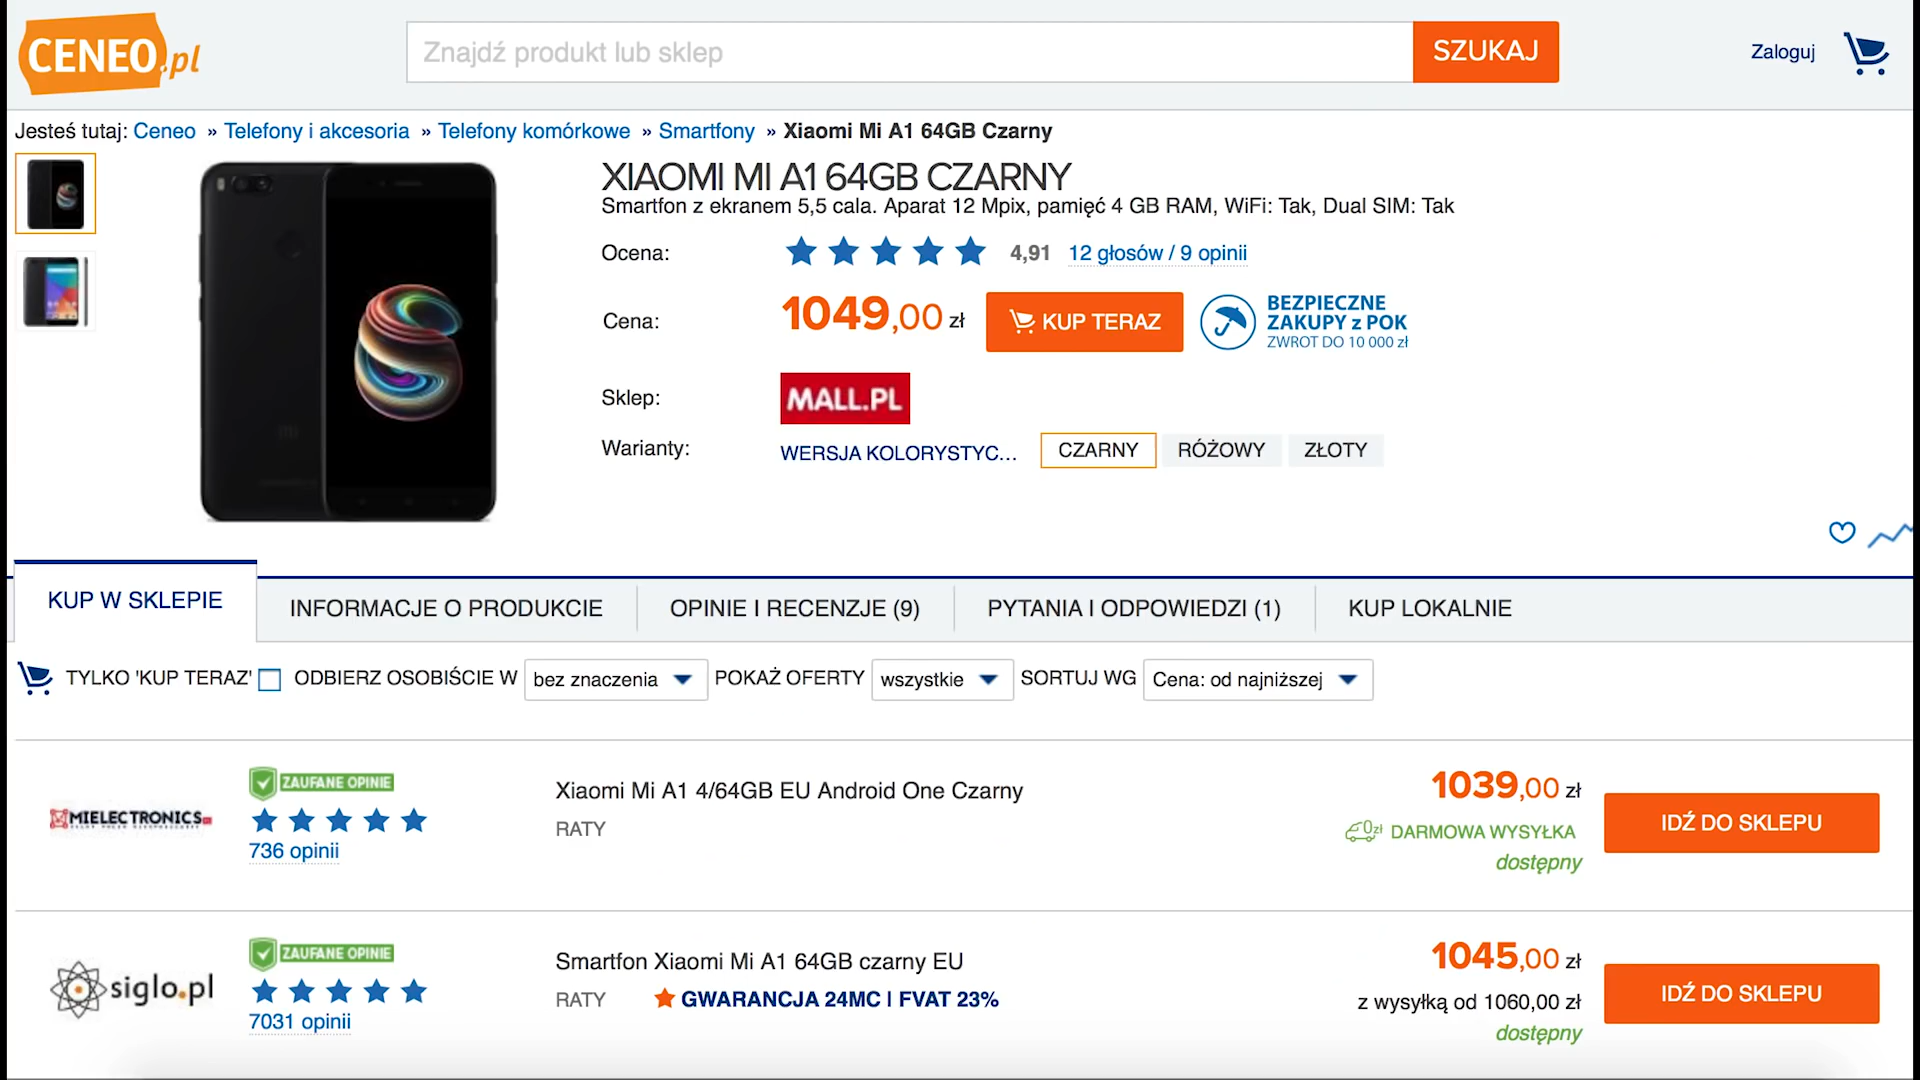 CENEO.pl
Znajdź produkt lub sklep
SZUKAJ
Zaloguj
Jesteś tutaj: Ceneo » Telefony i akcesoria » Telefony komórkowe » Smartfony » Xiaomi Mi A1 64GB Czarny
XIAOMI MI A1 64GB CZARNY
Smartfon z ekranem 5,5 cala. Aparat 12 Mpix, pamięć 4 GB RAM, WiFi: Tak, Dual SIM: Tak
Ocena: 4,91 12 głosów / 9 opinii
Cena: 1049,00 zł KUP TERAZ
BEZPIECZNE
ZAKUPY z POK
ZWROT DO 10 000 zł
Sklep: MALL.PL
Warianty: WERSJA KOLORYSTYC... CZARNY RÓŻOWY ZŁOTY
KUP W SKLEPIE INFORMACJE O PRODUKCIE OPINIE I RECENZJE (9) PYTANIA I ODPOWIEDZI (1) KUP LOKALNIE
TYLKO 'KUP TERAZ' ODBIERZ OSOBIŚCIE W bez znaczenia POKAŻ OFERTY wszystkie SORTUJ WG Cena: od najniższej
MIELECTRONICS
ZAUFANE OPINIE
736 opinii
Xiaomi Mi A1 4/64GB EU Android One Czarny
RATY
1039,00 zł
0zł DARMOWA WYSYŁKA
dostępny
IDŹ DO SKLEPU
siglo.pl
ZAUFANE OPINIE
7031 opinii
Smartfon Xiaomi Mi A1 64GB czarny EU
RATY GWARANCJA 24MC | FVAT 23%
1045,00 zł
z wysyłką od 1060,00 zł
dostępny
IDŹ DO SKLEPU